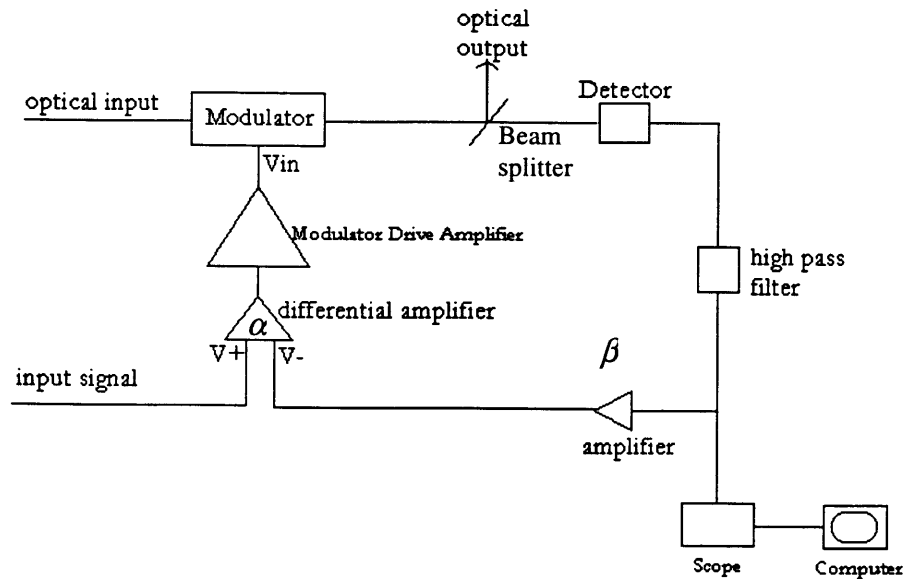 optical
output
optical input
Modulator
Detector
Beam
splitter
Vin
Modulator Drive Amplifier
high pass
filter
differential amplifier
α
V+
V-
β
input signal
amplifier
Scope
Computer